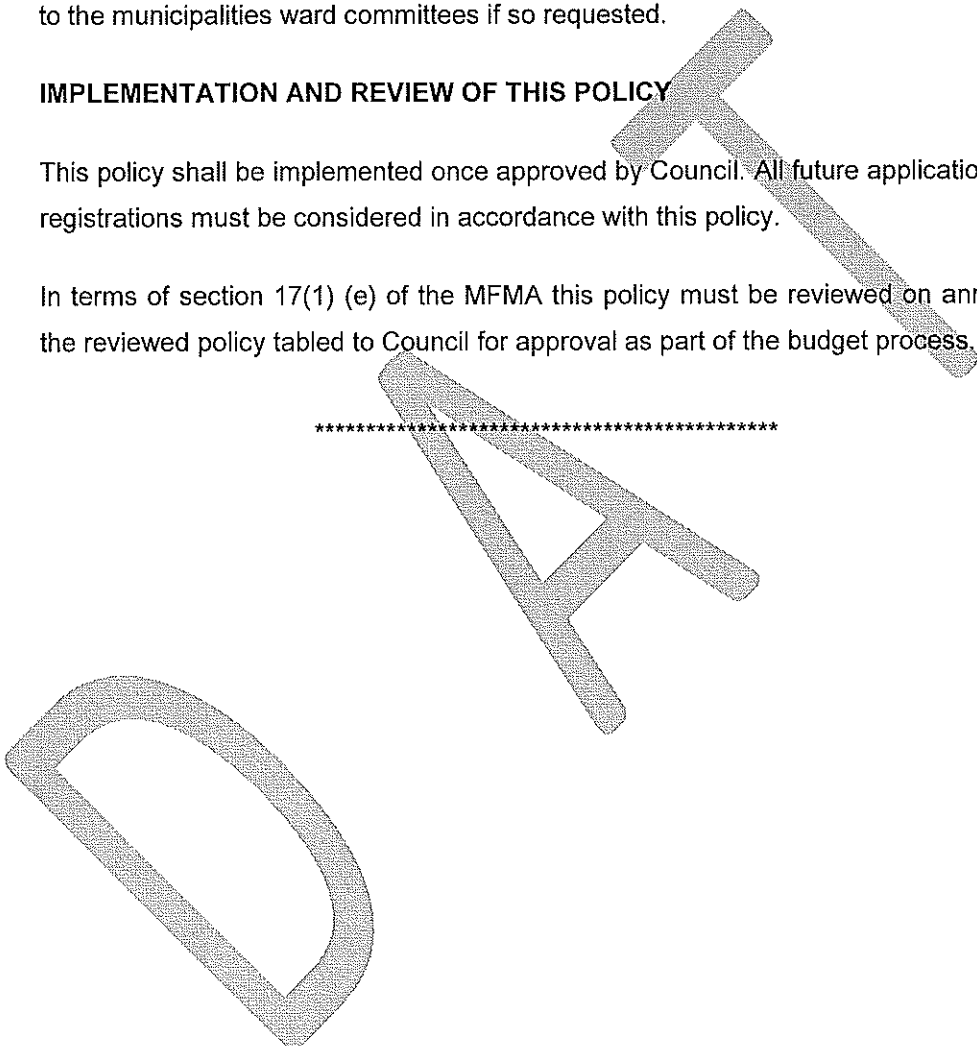 to the municipalities ward committees if so requested.
IMPLEMENTATION AND REVIEW OF THIS POLICY
This policy shall be implemented once approved by Council. All future applicatio
registrations must be considered in accordance with this policy.
In terms of section 17(1) (e) of the MFMA this policy must be reviewed on
the reviewed policy tabled to Council for approval as part of the budget process.
**********************************************
D A T